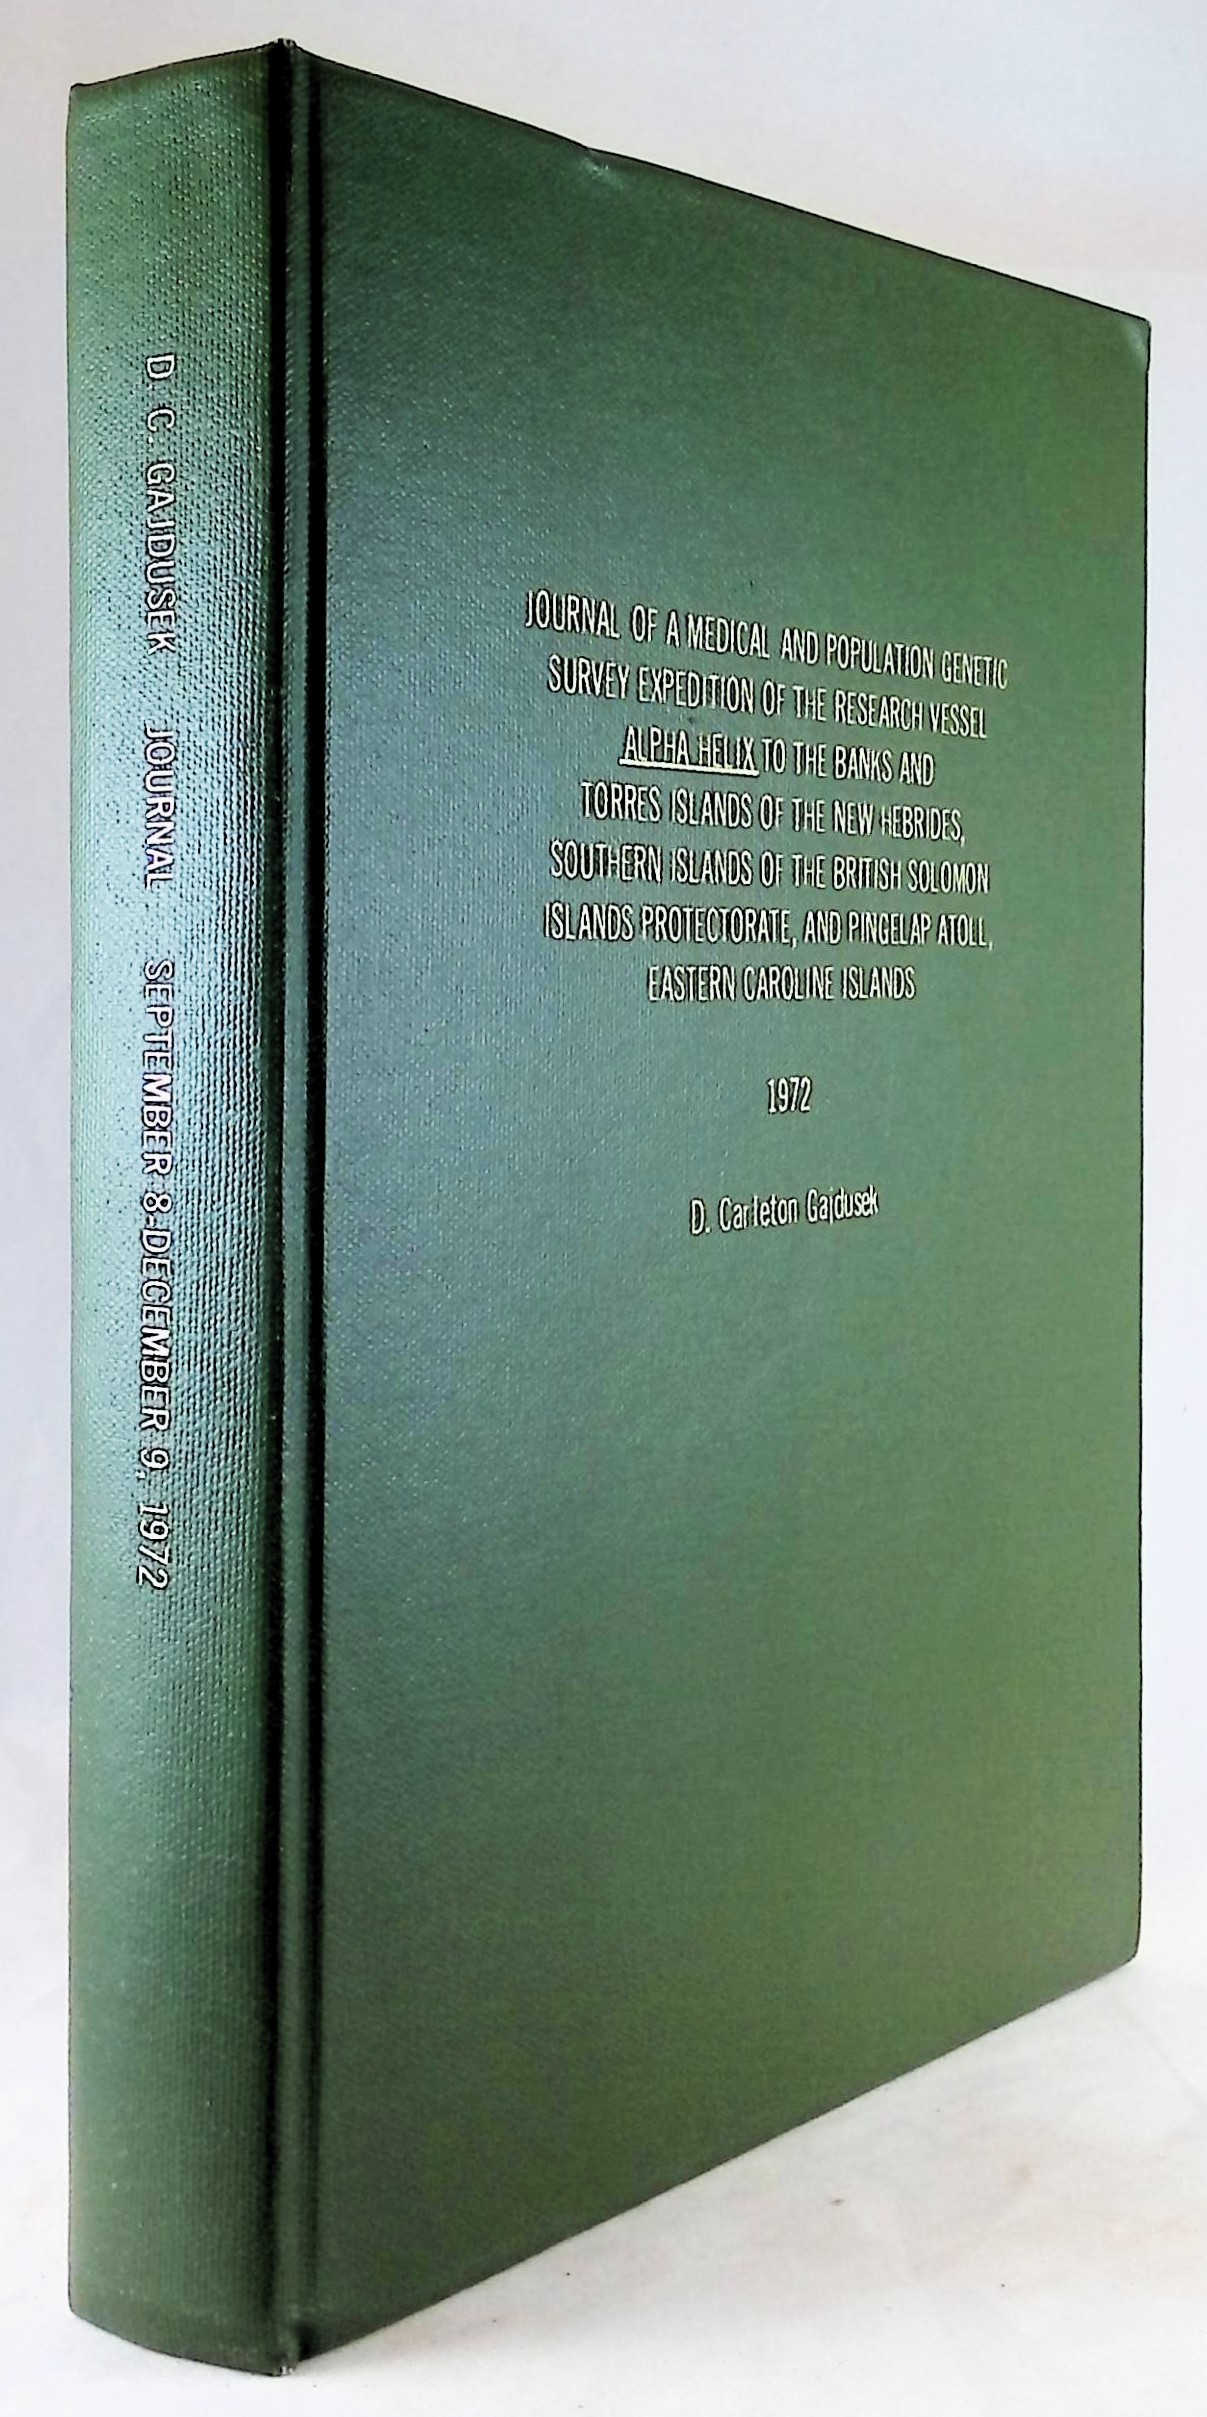 D. C. GAJDUSEK JOURNAL SEPTEMBER 8-DECEMBER 9, 1972
JOURNAL OF A MEDICAL AND POPULATION GENETIC
SURVEY EXPEDITION OF THE RESEARCH VESSEL
ALPHA HELIX TO THE BANKS AND
TORRES ISLANDS OF THE NEW HEBRIDES,
SOUTHERN ISLANDS OF THE BRITISH SOLOMON
ISLANDS PROTECTORATE, AND PINGELAP ATOLL,
EASTERN CAROLINE ISLANDS
1972
D. Carleton Gajdusek